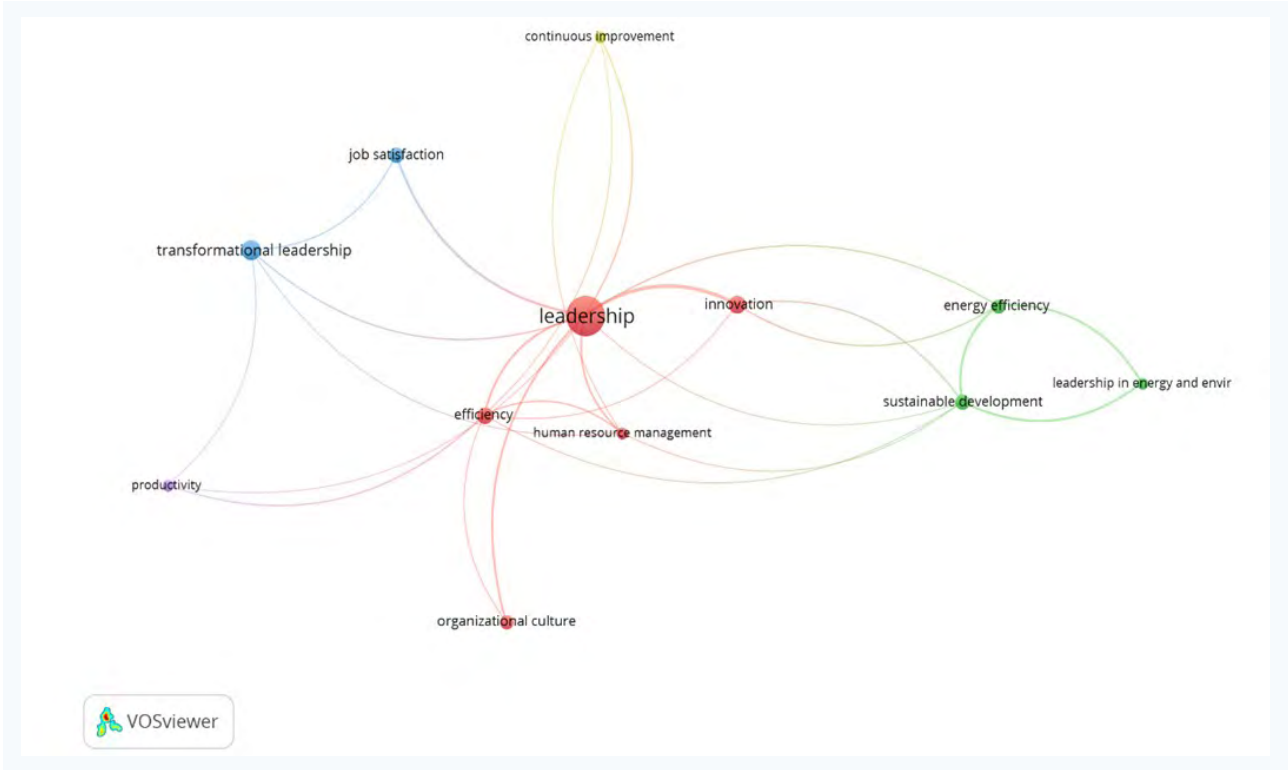 continuous improvement
job satisfaction
transformational leadership
leadership
innovation
energy efficiency
leadership in energy and envir
sustainable development
efficiency
human resource management
productivity
organizational culture
VOSviewer